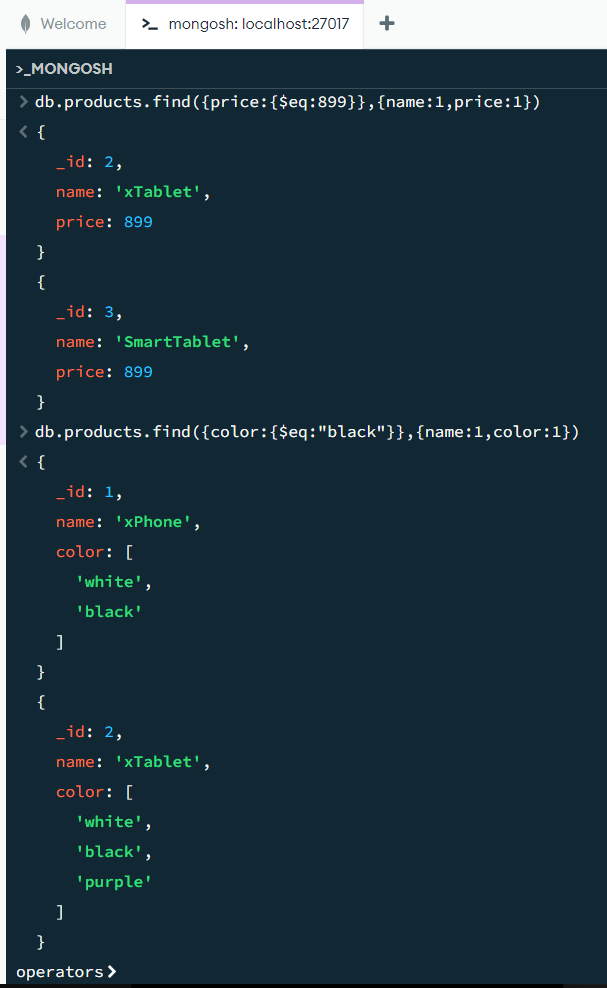 Welcome
>_ mongosh: localhost:27017 +
>_MONGOSH
> db.products.find({price:{$eq:899}},{name:1,price:1})
< {
_id: 2,
name: 'xTablet',
price: 899
}
{
_id: 3,
name: 'SmartTablet',
price: 899
}
> db.products.find({color:{$eq:"black"}},{name:1,color:1})
< {
_id: 1,
name: 'xPhone',
color: [
'white',
'black'
]
}
{
_id: 2,
name: 'xTablet',
color: [
'white',
'black',
'purple'
]
}
operators>